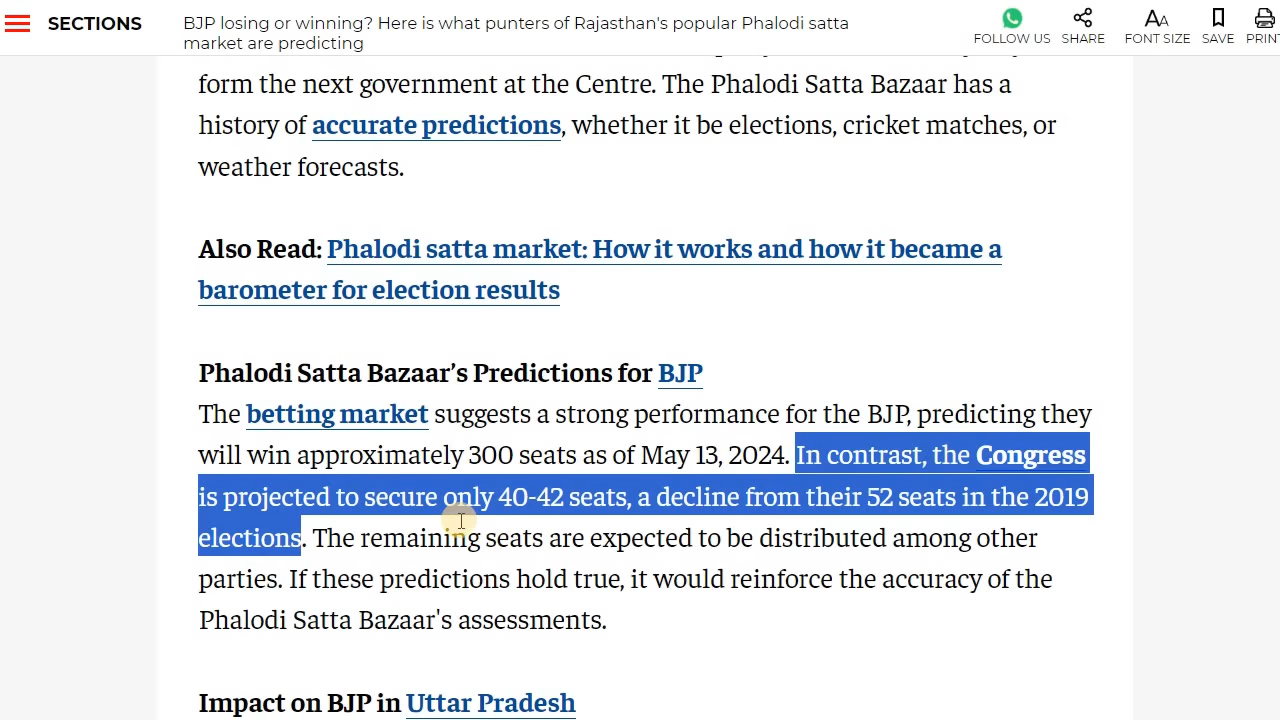 SECTIONS
BJP losing or winning? Here is what punters of Rajasthan's popular Phalodi satta
market are predicting
FOLLOW US
SHARE
AA
FONT SIZE
SAVE
PRIN
form the next government at the Centre. The Phalodi Satta Bazaar has a
history of accurate predictions, whether it be elections, cricket matches, or
weather forecasts.
Also Read: Phalodi satta market: How it works and how it became a
barometer for election results
Phalodi Satta Bazaar’s Predictions for BJP
The betting market suggests a strong performance for the BJP, predicting they
will win approximately 300 seats as of May 13, 2024. In contrast, the Congress
is projected to secure only 40-42 seats, a decline from their 52 seats in the 2019
elections. The remaining seats are expected to be distributed among other
parties. If these predictions hold true, it would reinforce the accuracy of the
Phalodi Satta Bazaar's assessments.
Impact on BJP in Uttar Pradesh